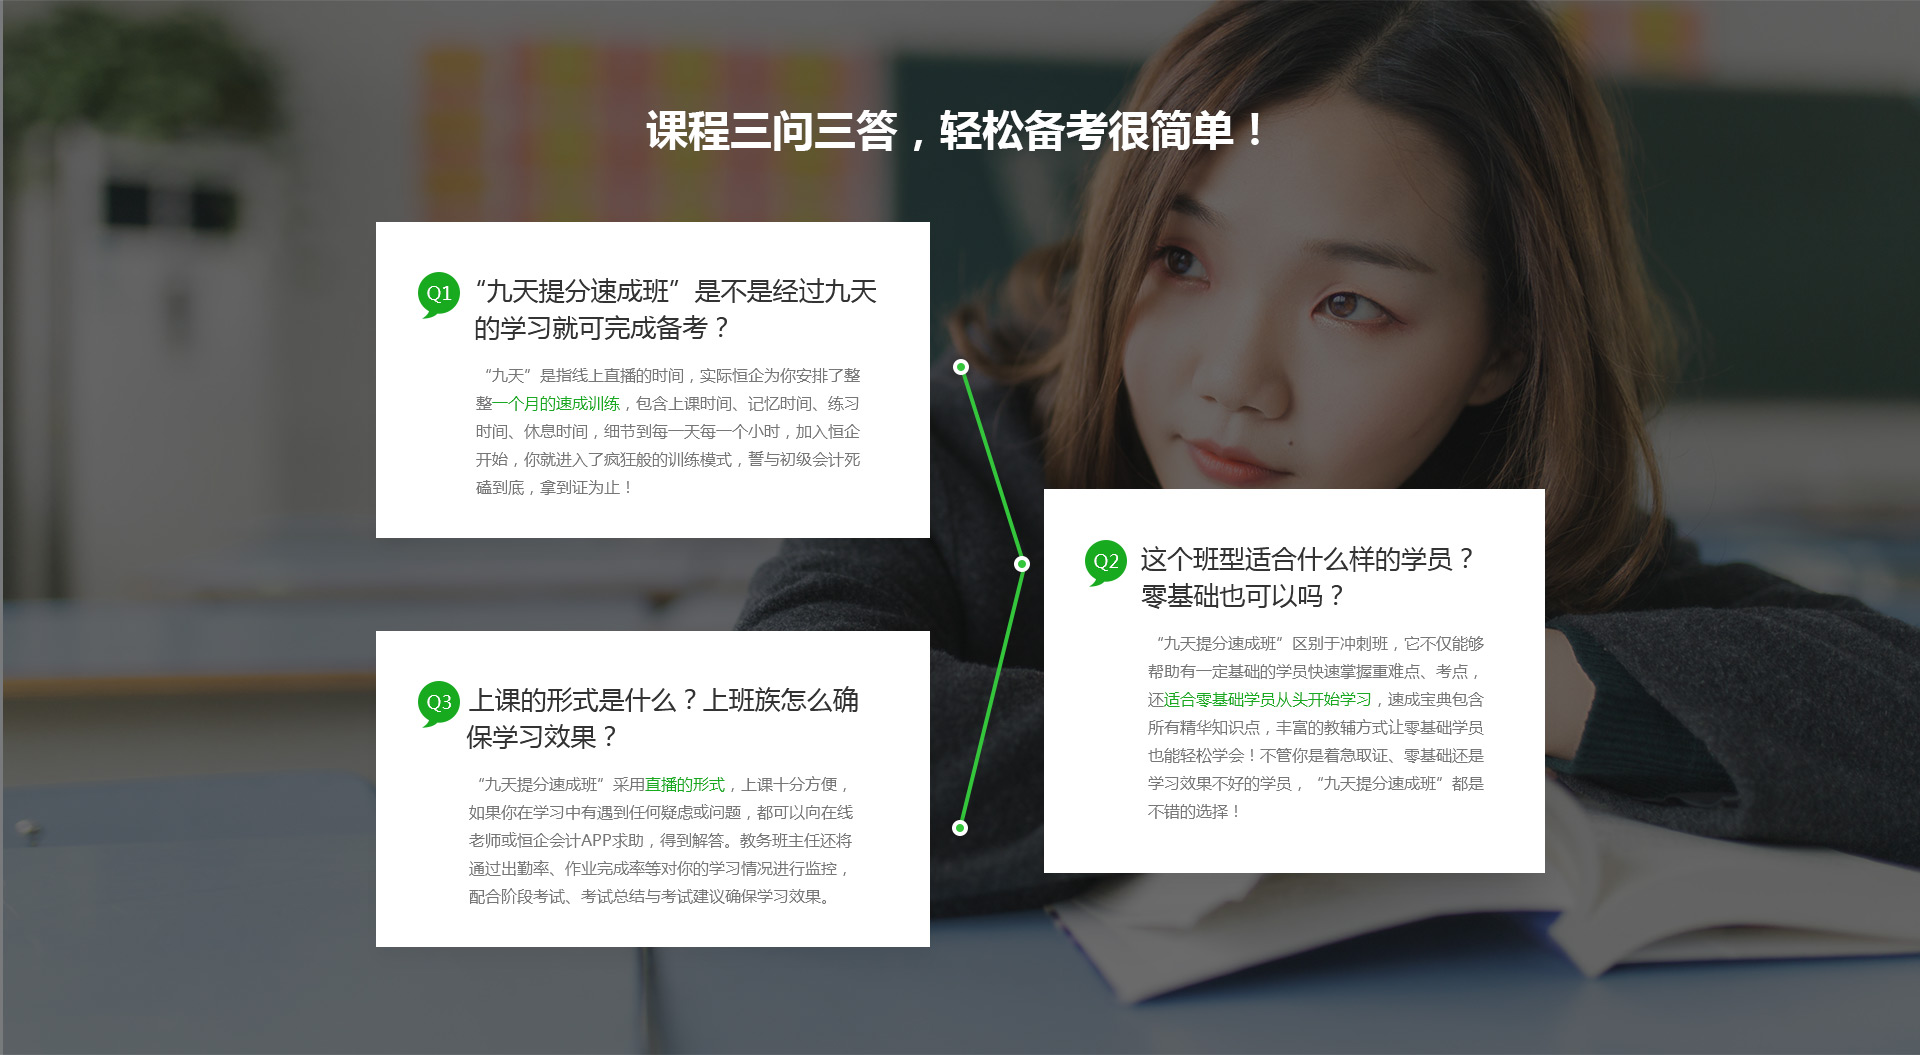 课程三问三答，轻松备考很简单！
Q1
“九天提分速成班”是不是经过九天
的学习就可完成备考？
“九天”是指线上直播的时间，实际恒企为你安排了整
整一个月的速成训练，包含上课时间、记忆时间、练习
时间、休息时间，细节到每一天每一个小时，加入恒企
开始，你就进入了疯狂般的训练模式，誓与初级会计死
磕到底，拿到证为止！
Q2
这个班型适合什么样的学员？
零基础也可以吗？
“九天提分速成班”区别于冲刺班，它不仅能够
帮助有一定基础的学员快速掌握重难点、考点，
还适合零基础学员从头开始学习，速成宝典包含
所有精华知识点，丰富的教辅方式让零基础学员
也能轻松学会！不管你是着急取证、零基础还是
学习效果不好的学员，“九天提分速成班”都是
不错的选择！
Q3
上课的形式是什么？上班族怎么确
保学习效果？
“九天提分速成班”采用直播的形式，上课十分方便，
如果你在学习中有遇到任何疑虑或问题，都可以向在线
老师或恒企会计APP求助，得到解答。教务班主任还将
通过出勤率、作业完成率等对你的学习情况进行监控，
配合阶段考试、考试总结与考试建议确保学习效果。